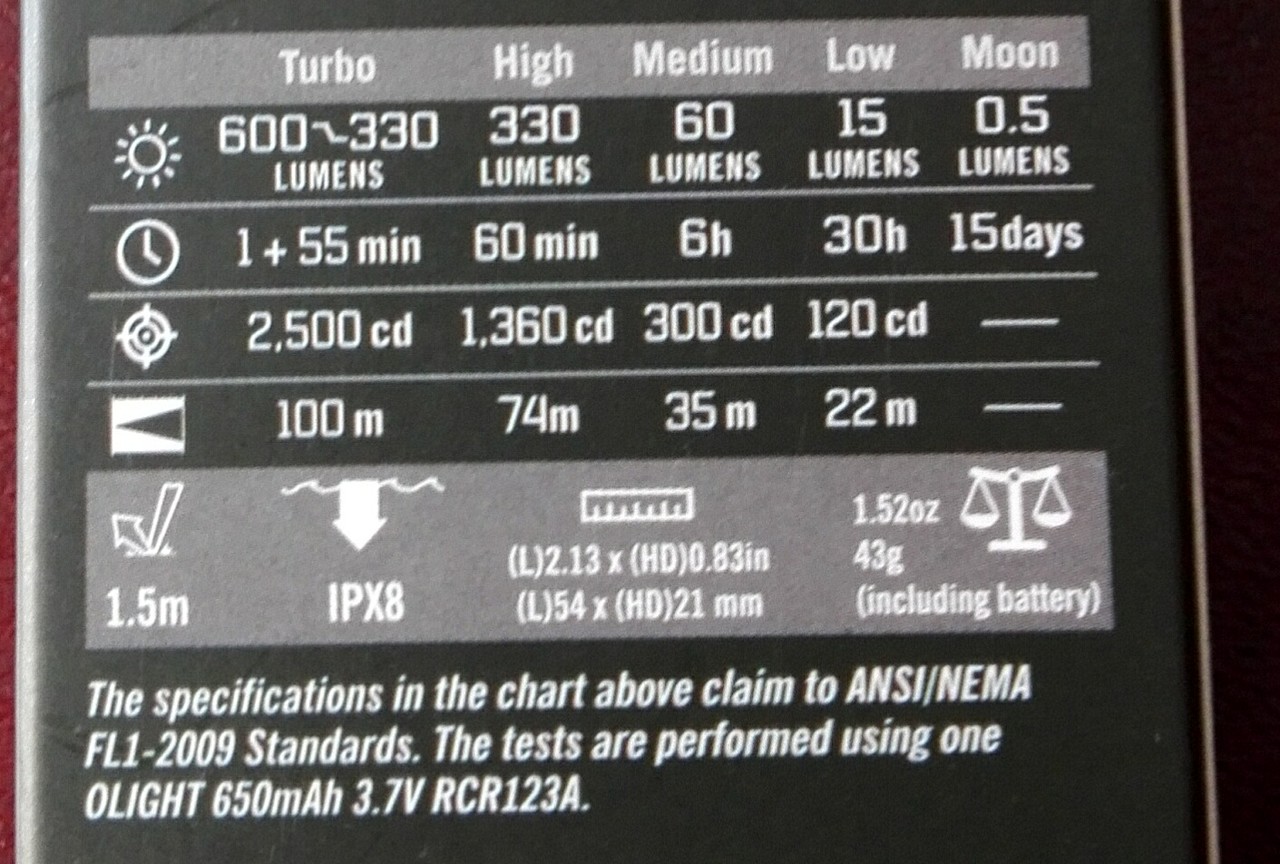 Turbo High Medium Low Moon
600~330 330 60 15 0.5
LUMENS LUMENS LUMENS LUMENS LUMENS
1 + 55 min 60 min 6h 30h 15days
2,500 cd 1,360 cd 300 cd 120 cd —
100 m 74m 35 m 22 m —
1.52oz
(L)2.13 x (HD)0.83in 43g
1.5m IPX8 (L)54 x (HD)21 mm (including battery)
The specifications in the chart above claim to ANSI/NEMA
FL1-2009 Standards. The tests are performed using one
OLIGHT 650mAh 3.7V RCR123A.